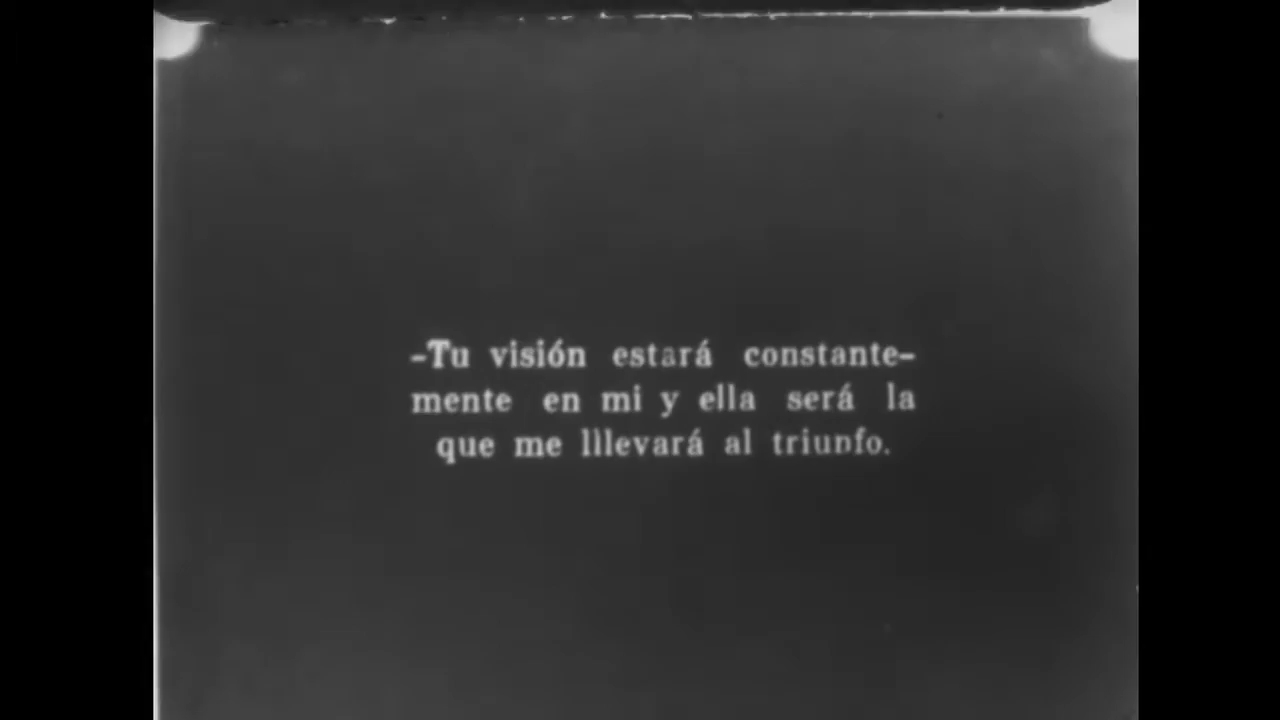 -Tu visión estará constante-
mente en mi y ella será la
que me lllevará al triunfo.